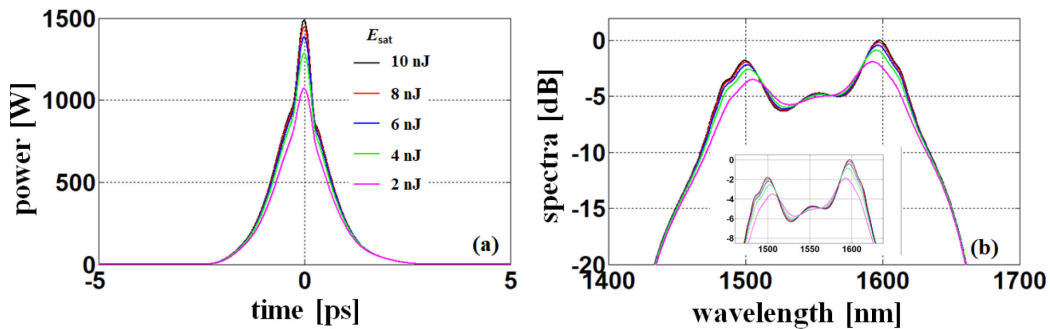 1500
1000
500
0
-5
0
5
power [W]
time [ps]
Esat
10 nJ
8 nJ
6 nJ
4 nJ
2 nJ
(a)
0
-5
-10
-15
-20
1400
1500
1600
1700
spectra [dB]
wavelength [nm]
0
-2
-4
-6
-8
1500
1550
1600
(b)